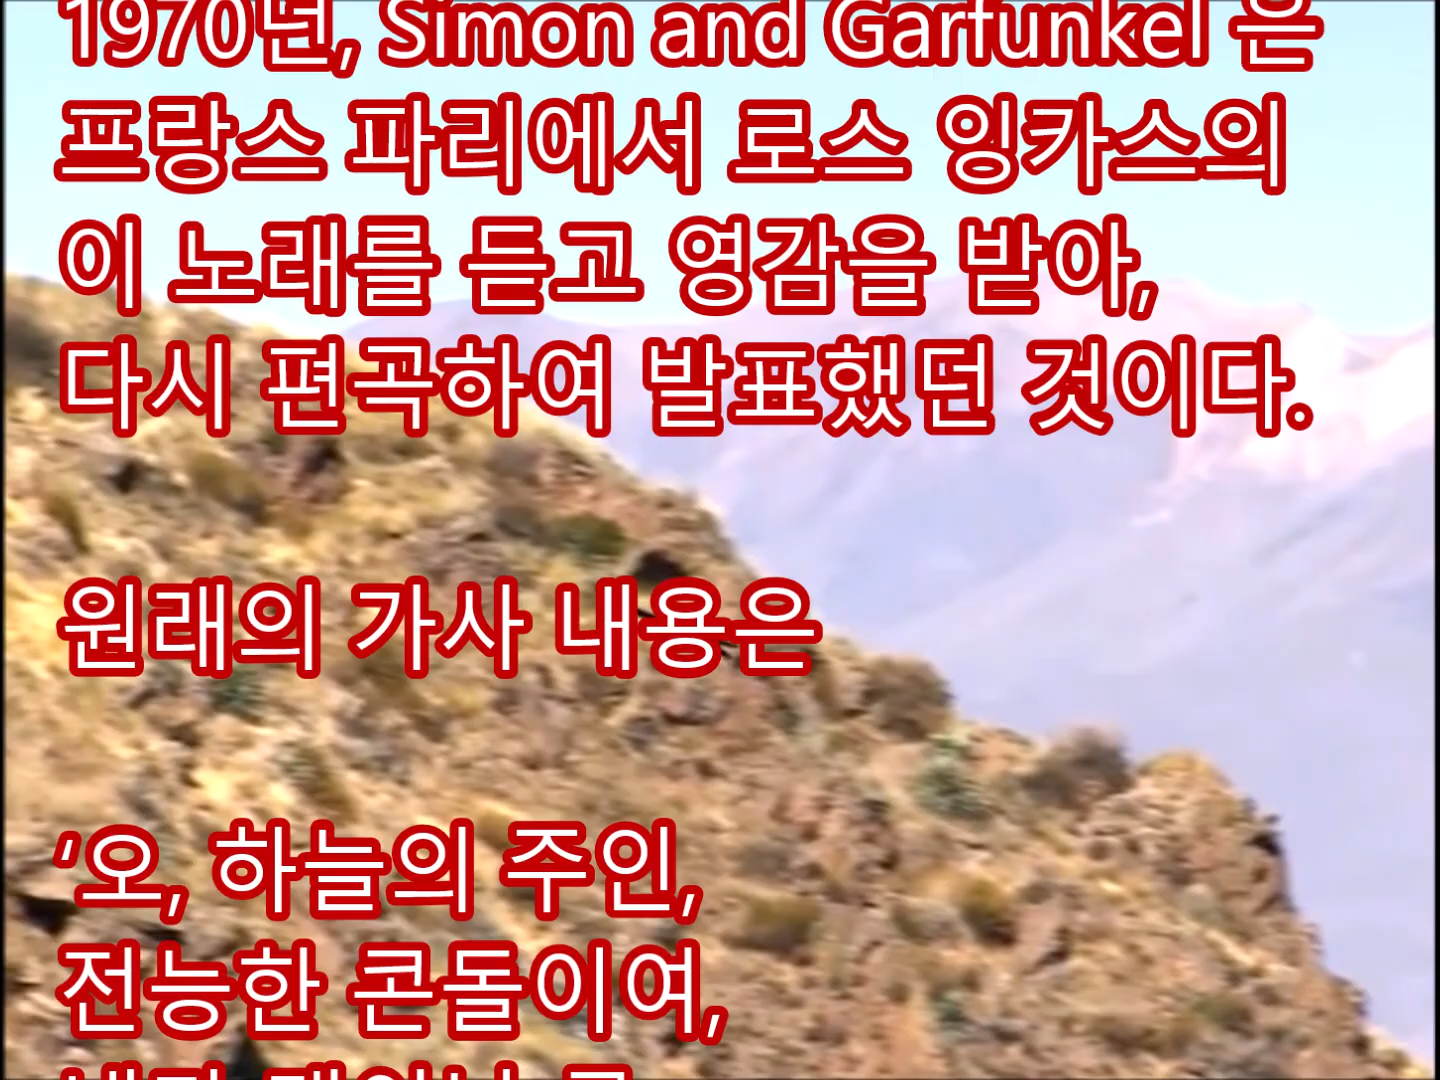 1970년, Simon and Garfunkel 은
프랑스 파리에서 로스 잉카스의
이 노래를 듣고 영감을 받아,
다시 편곡하여 발표했던 것이다.
원래의 가사 내용은
‘오, 하늘의 주인,
전능한 콘돌이여,